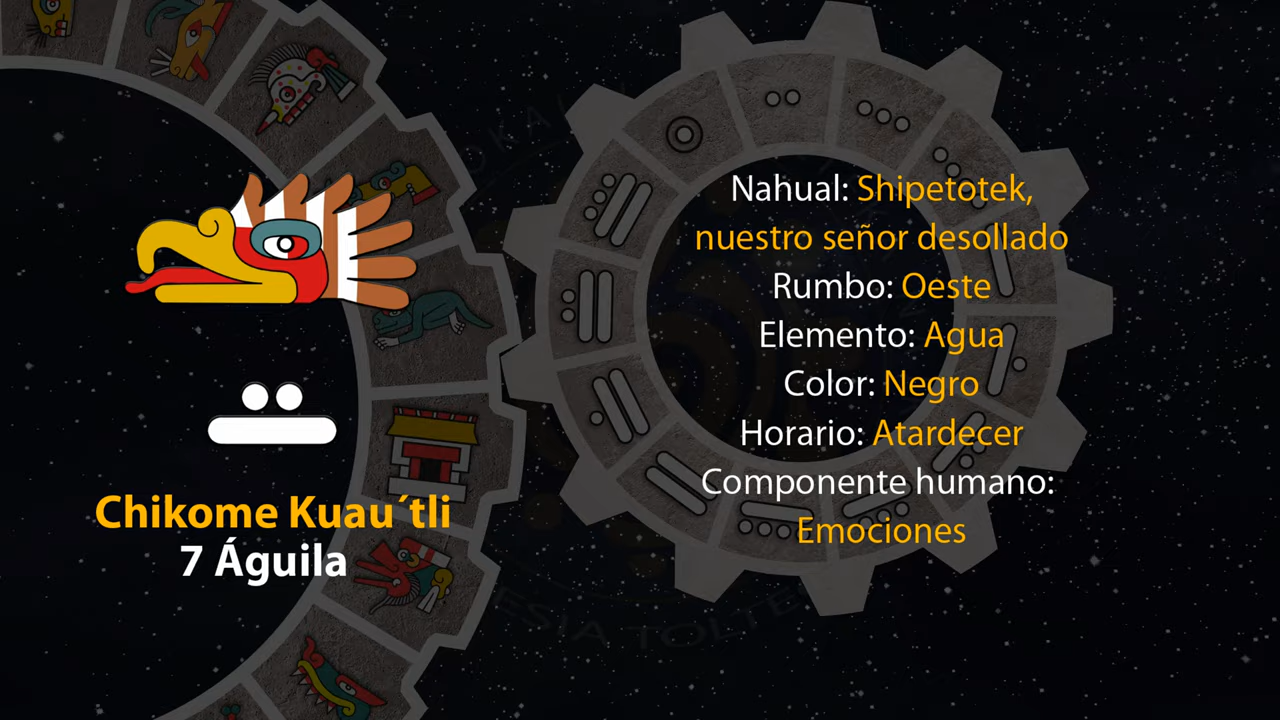 Chikome Kuau´tli
7 Águila
Nahual: Shipetotek,
nuestro señor desollado
Rumbo: Oeste
Elemento: Agua
Color: Negro
Horario: Atardecer
Componente humano:
Emociones